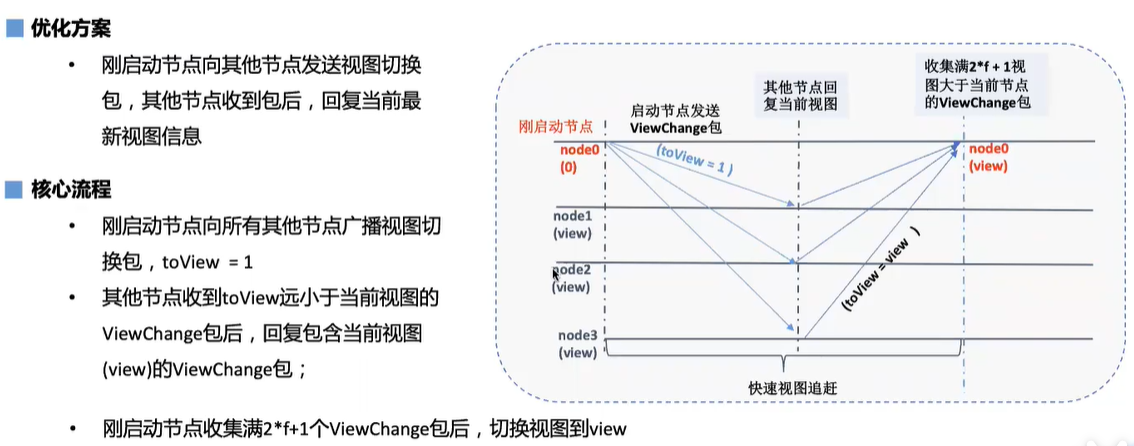 优化方案
• 刚启动节点向其他节点发送视图切换
包，其他节点收到包后，回复当前最
新视图信息
核心流程
• 刚启动节点向所有其他节点广播视图切
换包，toView = 1
• 其他节点收到toView远小于当前视图的
ViewChange包后，回复包含当前视图
(view)的ViewChange包；
• 刚启动节点收集满2*f+1个ViewChange包后，切换视图到view
刚启动节点
启动节点发送
ViewChange包
其他节点回
复当前视图
收集满2*f + 1视
图大于当前节点
的ViewChange包
node0
(0)
(toView = 1 )
node0
(view)
node1
(view)
node2
(view)
(toView = view )
node3
(view)
快速视图追赶